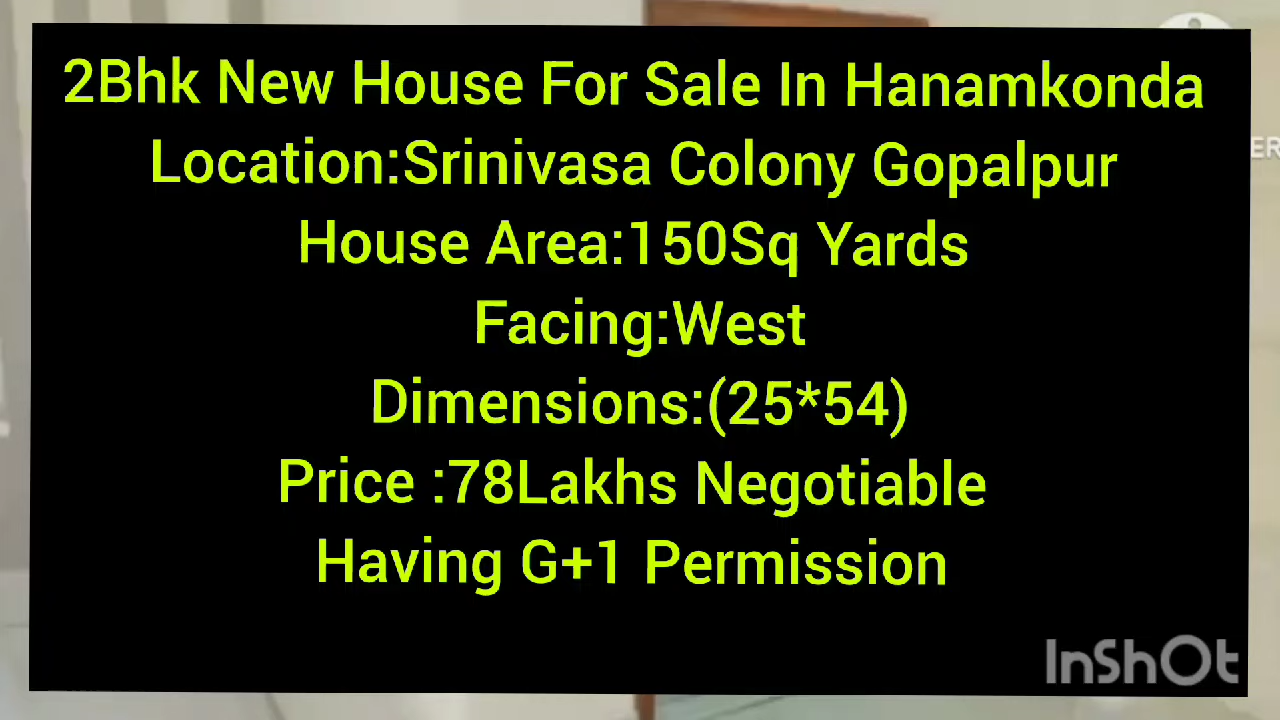 2Bhk New House For Sale In Hanamkonda
Location:Srinivasa Colony Gopalpur
House Area:150Sq Yards
Facing:West
Dimensions:(25*54)
Price :78Lakhs Negotiable
Having G+1 Permission
InShOt
ER